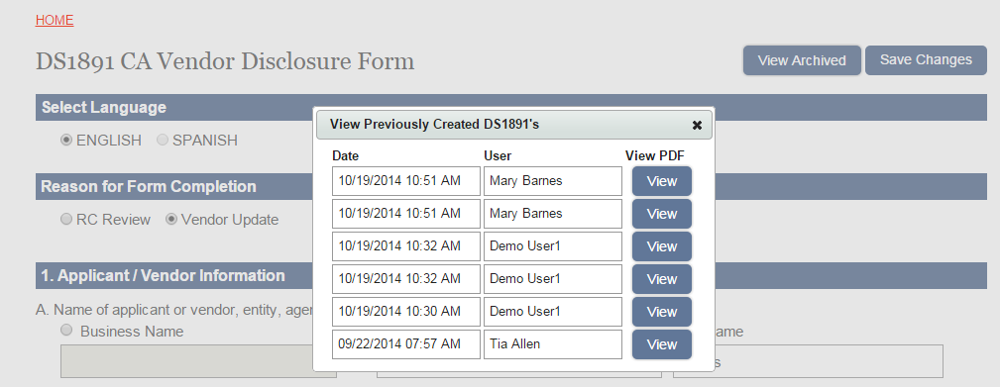 HOME
DS1891 CA Vendor Disclosure Form
View Archived
Save Changes
Select Language
ENGLISH SPANISH
Reason for Form Completion
RC Review Vendor Update
1. Applicant / Vendor Information
A. Name of applicant or vendor, entity,
Business Name
View Previously Created DS1891's
Date User View PDF
10/19/2014 10:51 AM Mary Barnes View
10/19/2014 10:51 AM Mary Barnes View
10/19/2014 10:32 AM Demo User1 View
10/19/2014 10:32 AM Demo User1 View
10/19/2014 10:30 AM Demo User1 View
09/22/2014 07:57 AM Tia Allen View